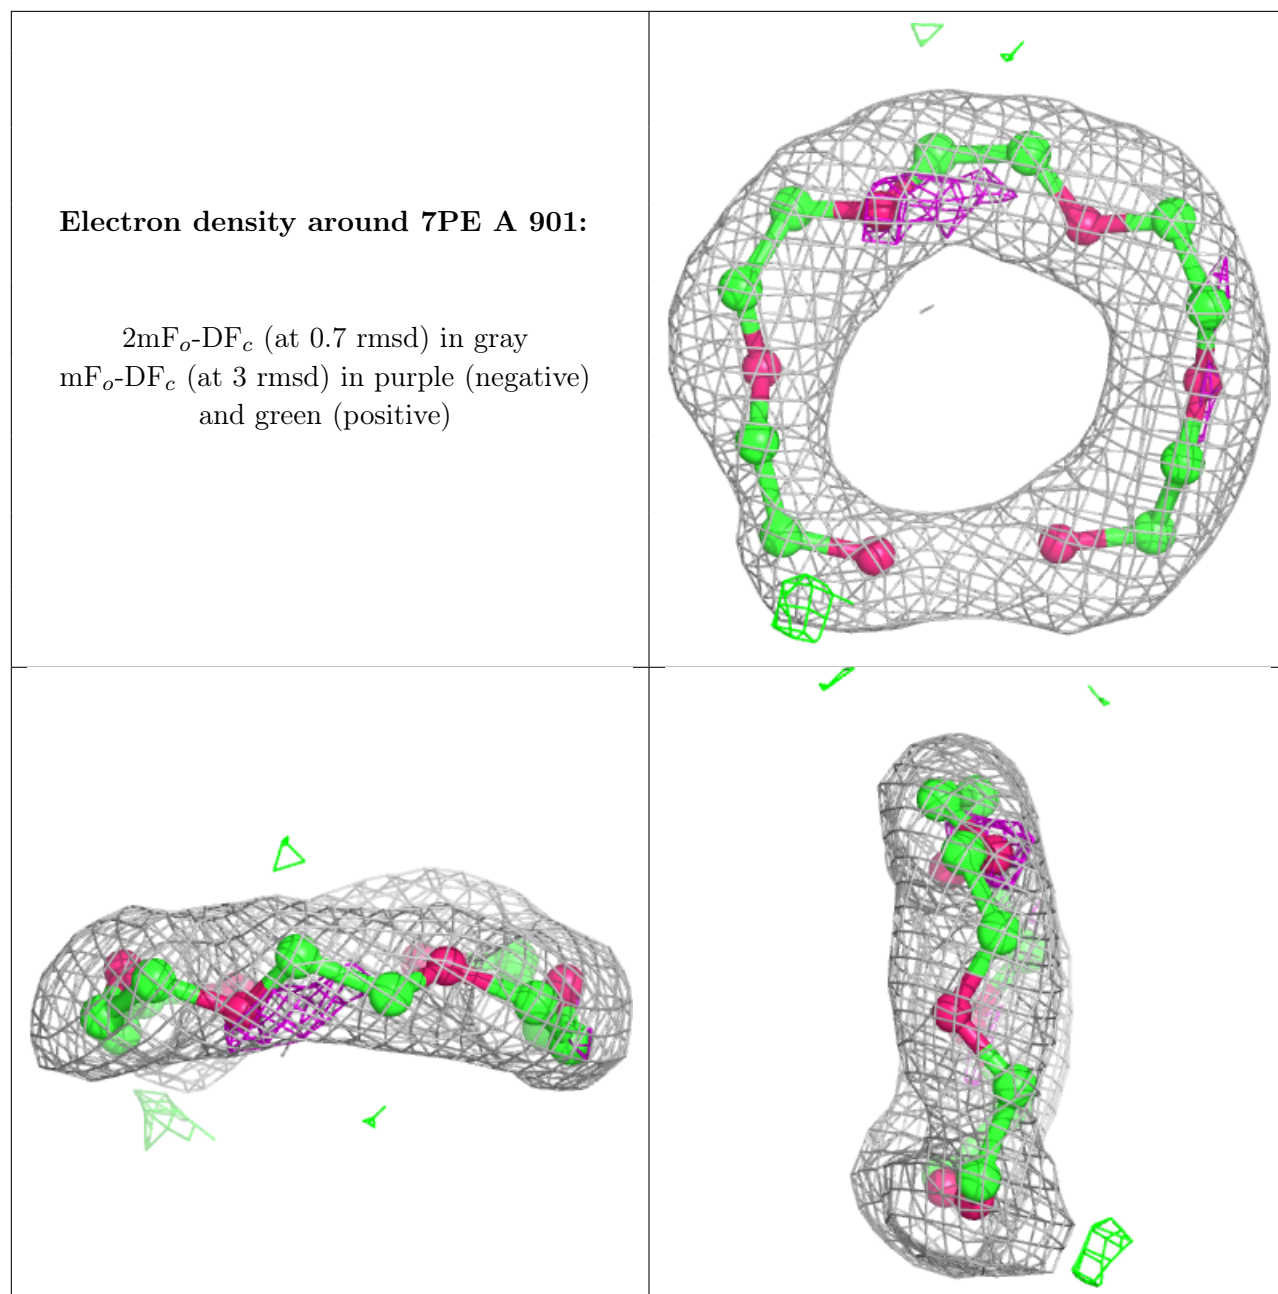 Electron density around 7PE A 901:
2mFo-DFc (at 0.7 rmsd) in gray
mFo-DFc (at 3 rmsd) in purple (negative)
and green (positive)